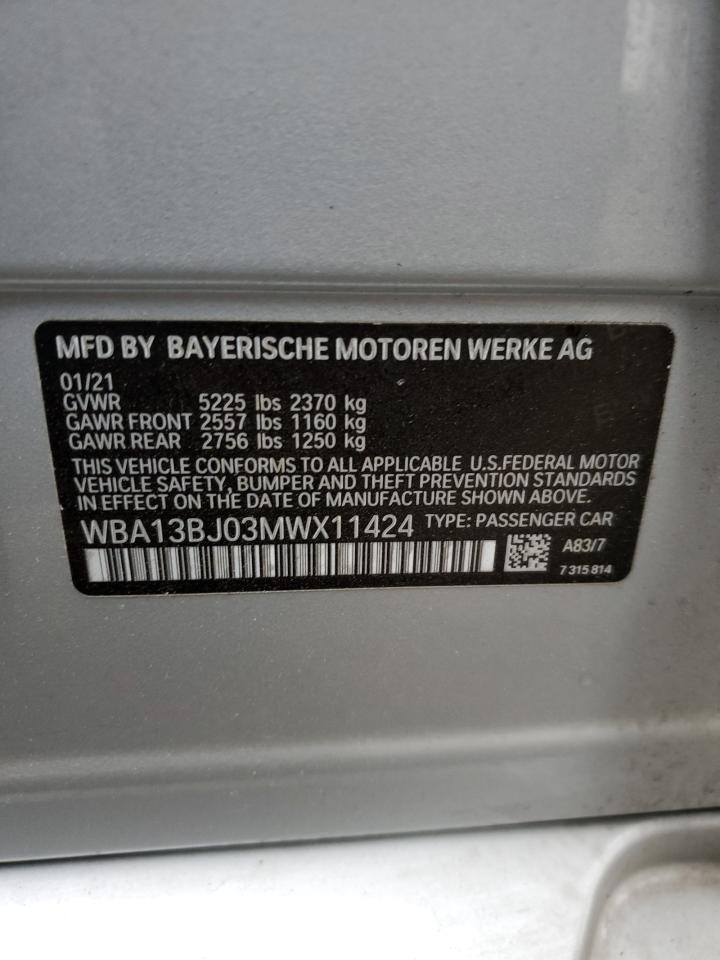 MFD BY BAYERISCHE MOTOREN WERKE AG
01/21
GVWR 5225 lbs 2370 kg
GAWR FRONT 2557 lbs 1160 kg
GAWR REAR 2756 lbs 1250 kg
THIS VEHICLE CONFORMS TO ALL APPLICABLE U.S.FEDERAL MOTOR
VEHICLE SAFETY, BUMPER AND THEFT PREVENTION STANDARDS
IN EFFECT ON THE DATE OF MANUFACTURE SHOWN ABOVE.
WBA13BJ03MWX11424 TYPE: PASSENGER CAR
A83/7
7 315 814